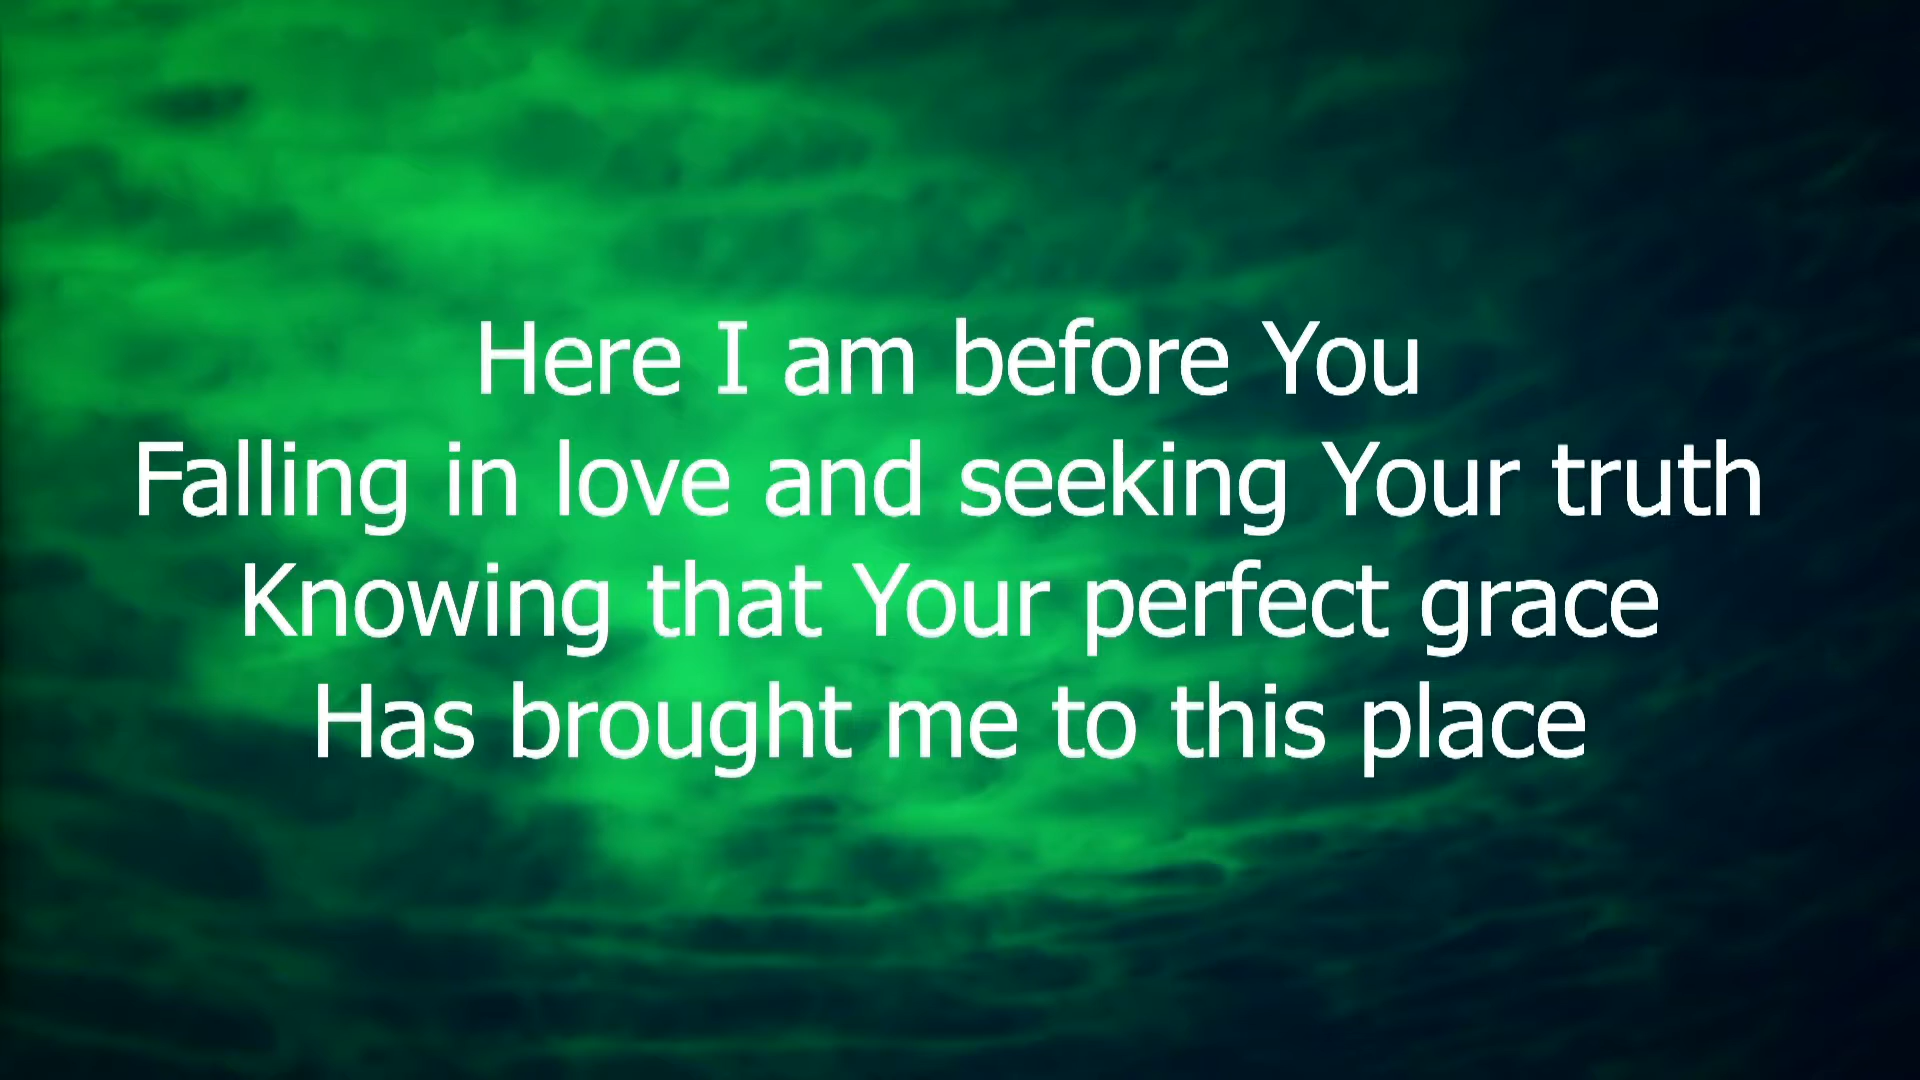 Here I am before You
Falling in love and seeking Your truth
Knowing that Your perfect grace
Has brought me to this place